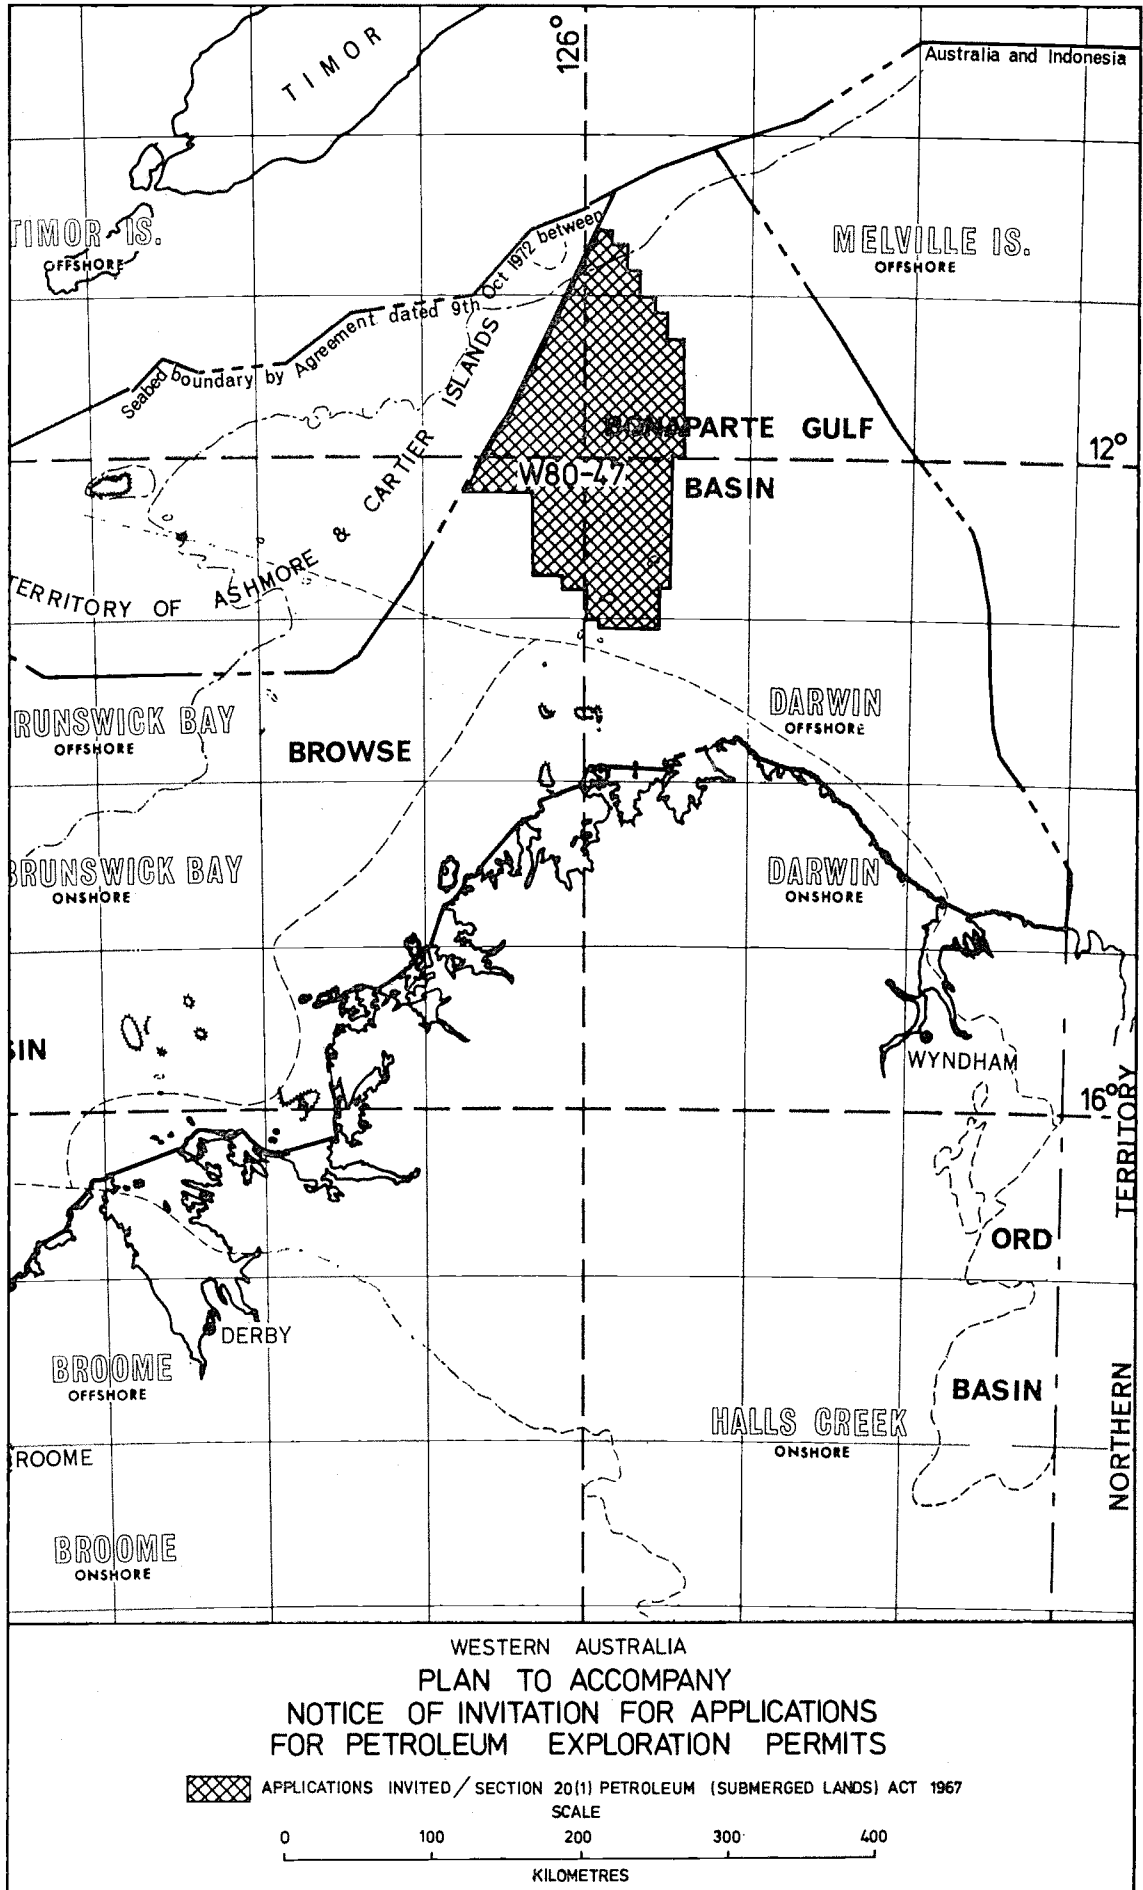 TIMOR
126°
Australia and Indonesia
TIMOR IS.
OFFSHORE
MELVILLE IS.
OFFSHORE
Seabed boundary by Agreement dated 9th Oct 1972 between
TERRITORY OF ASHMORE & CARTIER ISLANDS
BONAPARTE GULF
12°
W80-47
BASIN
RUNSWICK BAY
OFFSHORE
DARWIN
OFFSHORE
BROWSE
BRUNSWICK BAY
ONSHORE
DARWIN
ONSHORE
SIN
WYNDHAM
16°
NORTHERN TERRITORY
ORD
DERBY
BROOME
OFFSHORE
BASIN
HALLS CREEK
ONSHORE
ROOME
BROOME
ONSHORE
WESTERN AUSTRALIA
PLAN TO ACCOMPANY
NOTICE OF INVITATION FOR APPLICATIONS
FOR PETROLEUM EXPLORATION PERMITS
APPLICATIONS INVITED / SECTION 20(1) PETROLEUM (SUBMERGED LANDS) ACT 1967
SCALE
0 100 200 300 400
KILOMETRES